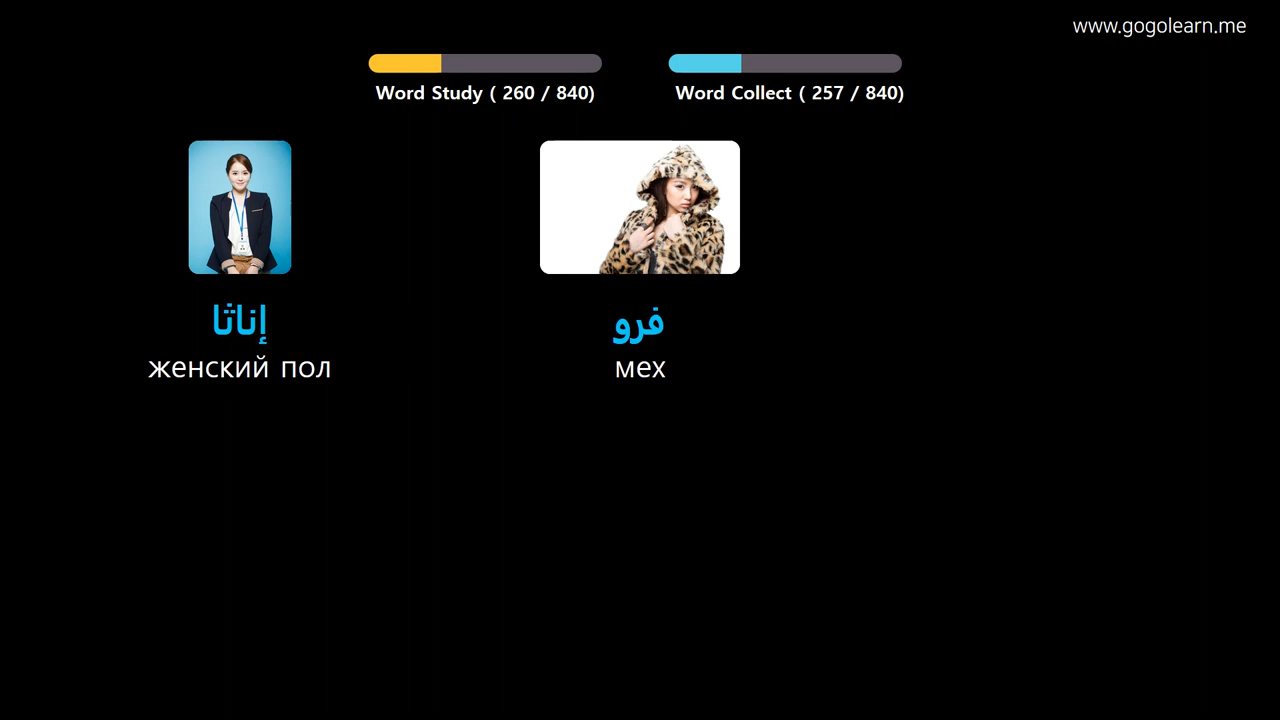 www.gogolearn.me
Word Study ( 260 / 840)
Word Collect ( 257 / 840)
إناثا
женский пол
فرو
мех